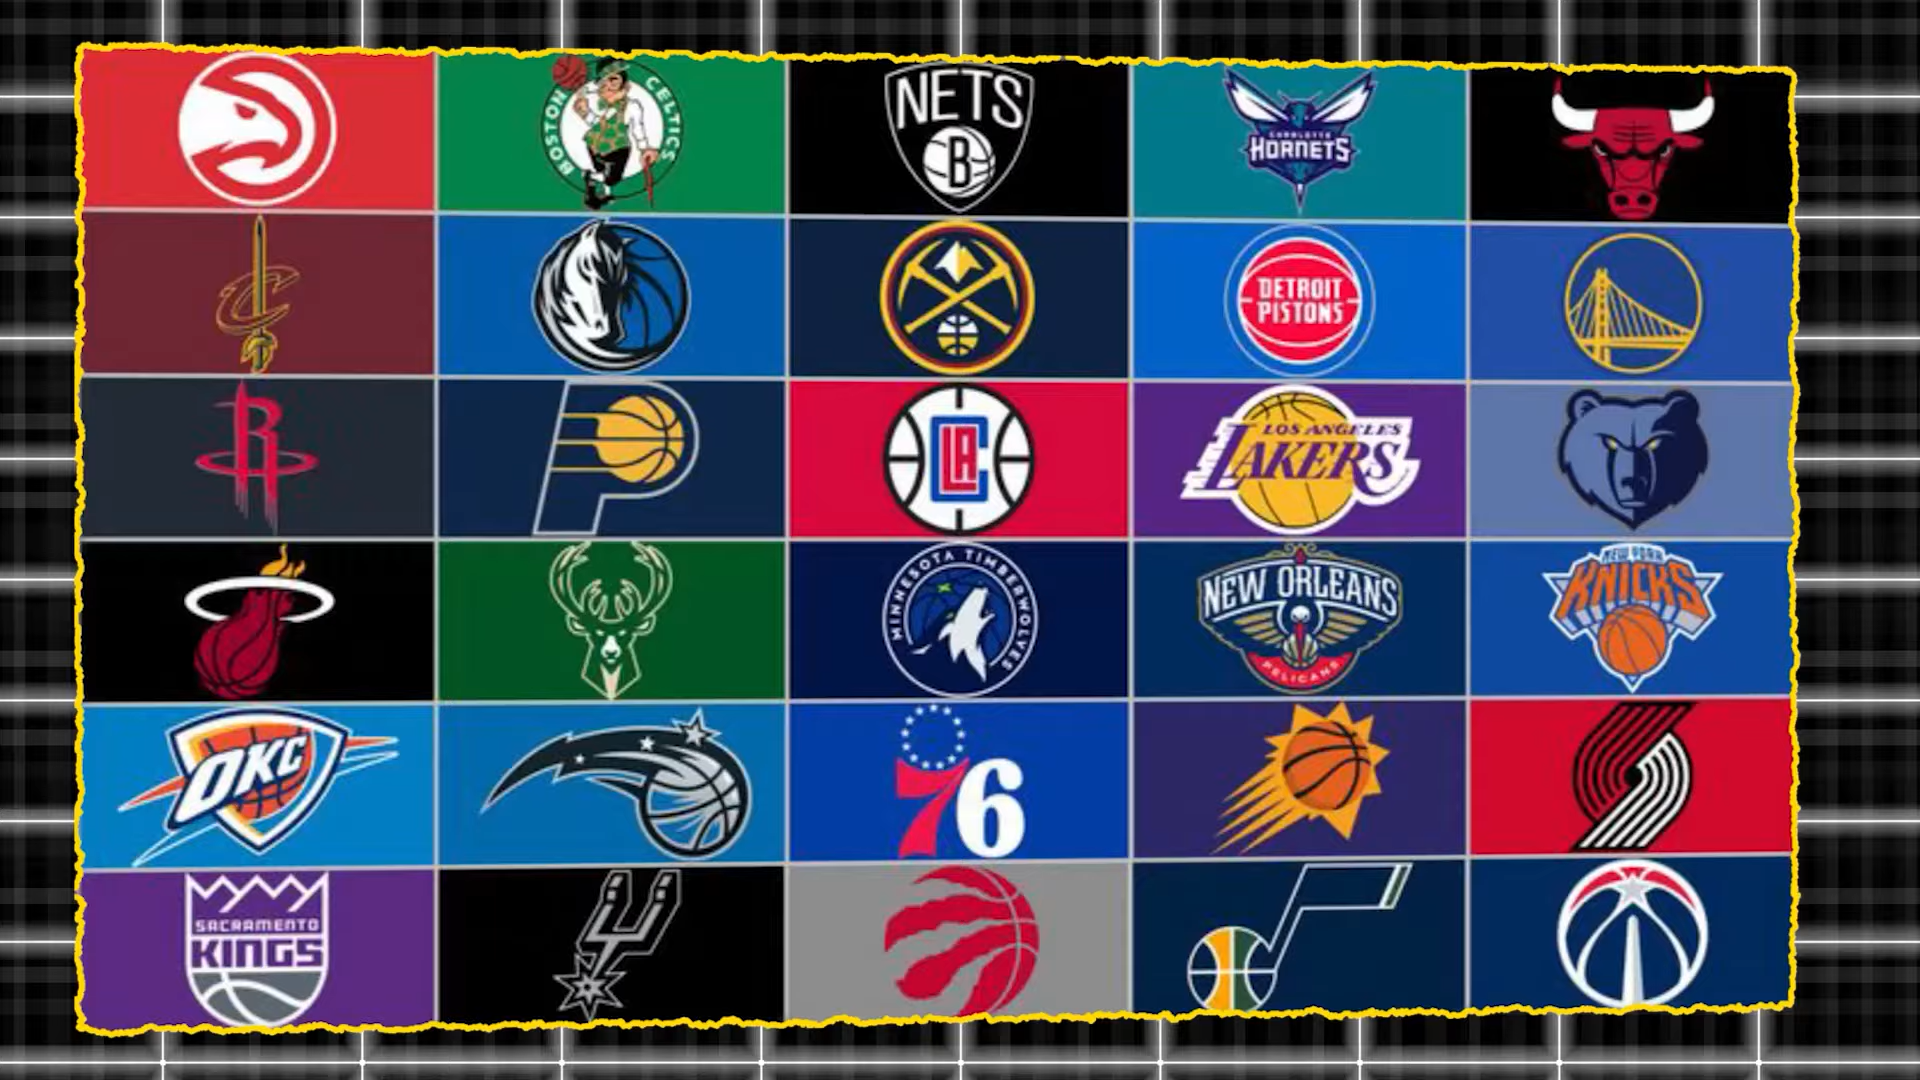 BOSTON CELTICS
NETS
B
CHARLOTTE
HORNETS
C
DETROIT
PISTONS
R
P
LA
C
LOS ANGELES
LAKERS
MINNESOTA TIMBERWOLVES
NEW ORLEANS
PELICANS
NEW YORK
KNICKS
OKC
76
SACRAMENTO
KINGS